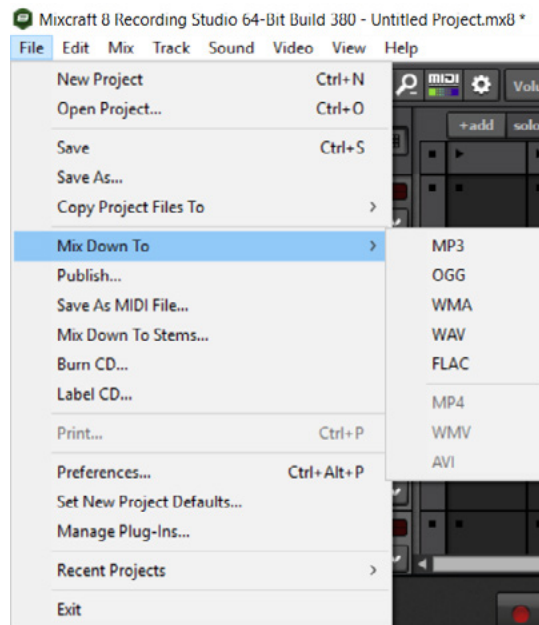 Mixcraft 8 Recording Studio 64-Bit Build 380 - Untitled Project.mx8 *
File Edit Mix Track Sound Video View Help
New Project Ctrl+N
Open Project... Ctrl+O
Save Ctrl+S
Save As...
Copy Project Files To
Mix Down To
Publish...
Save As MIDI File...
Mix Down To Stems...
Burn CD...
Label CD...
Print... Ctrl+P
Preferences... Ctrl+Alt+P
Set New Project Defaults...
Manage Plug-Ins...
Recent Projects
Exit
MP3
OGG
WMA
WAV
FLAC
MP4
WMV
AVI
MIDI
+add